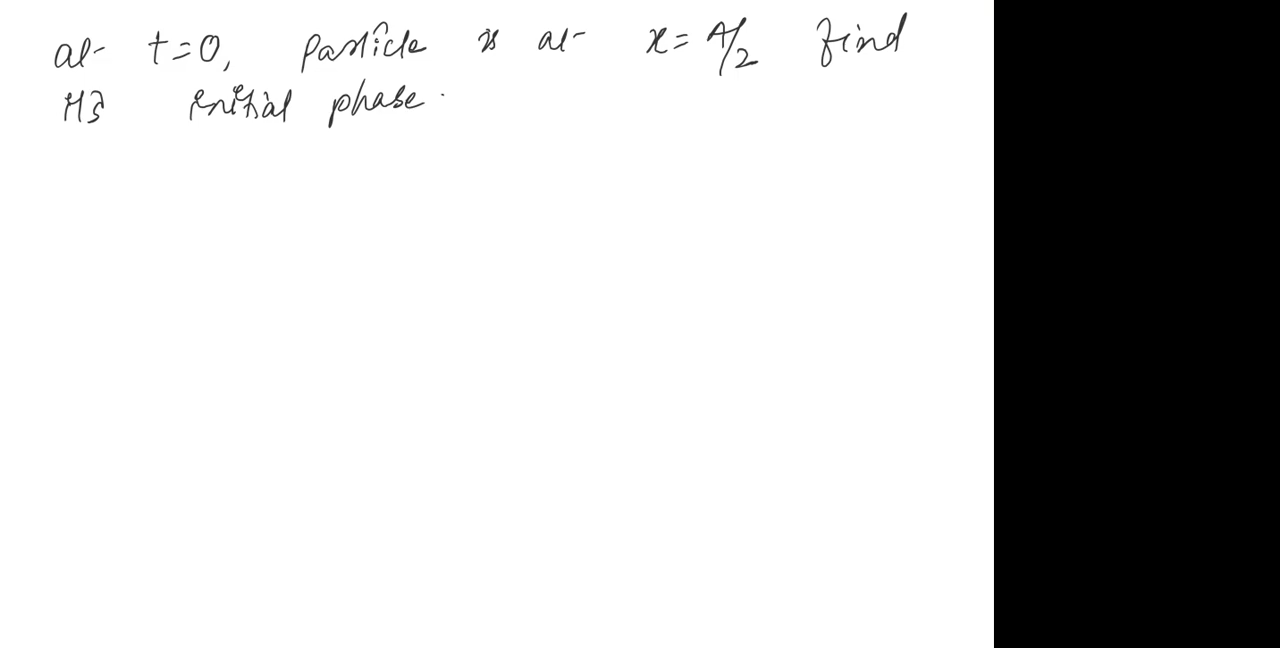 at t=0, particle is at x= A/2 find
its initial phase.